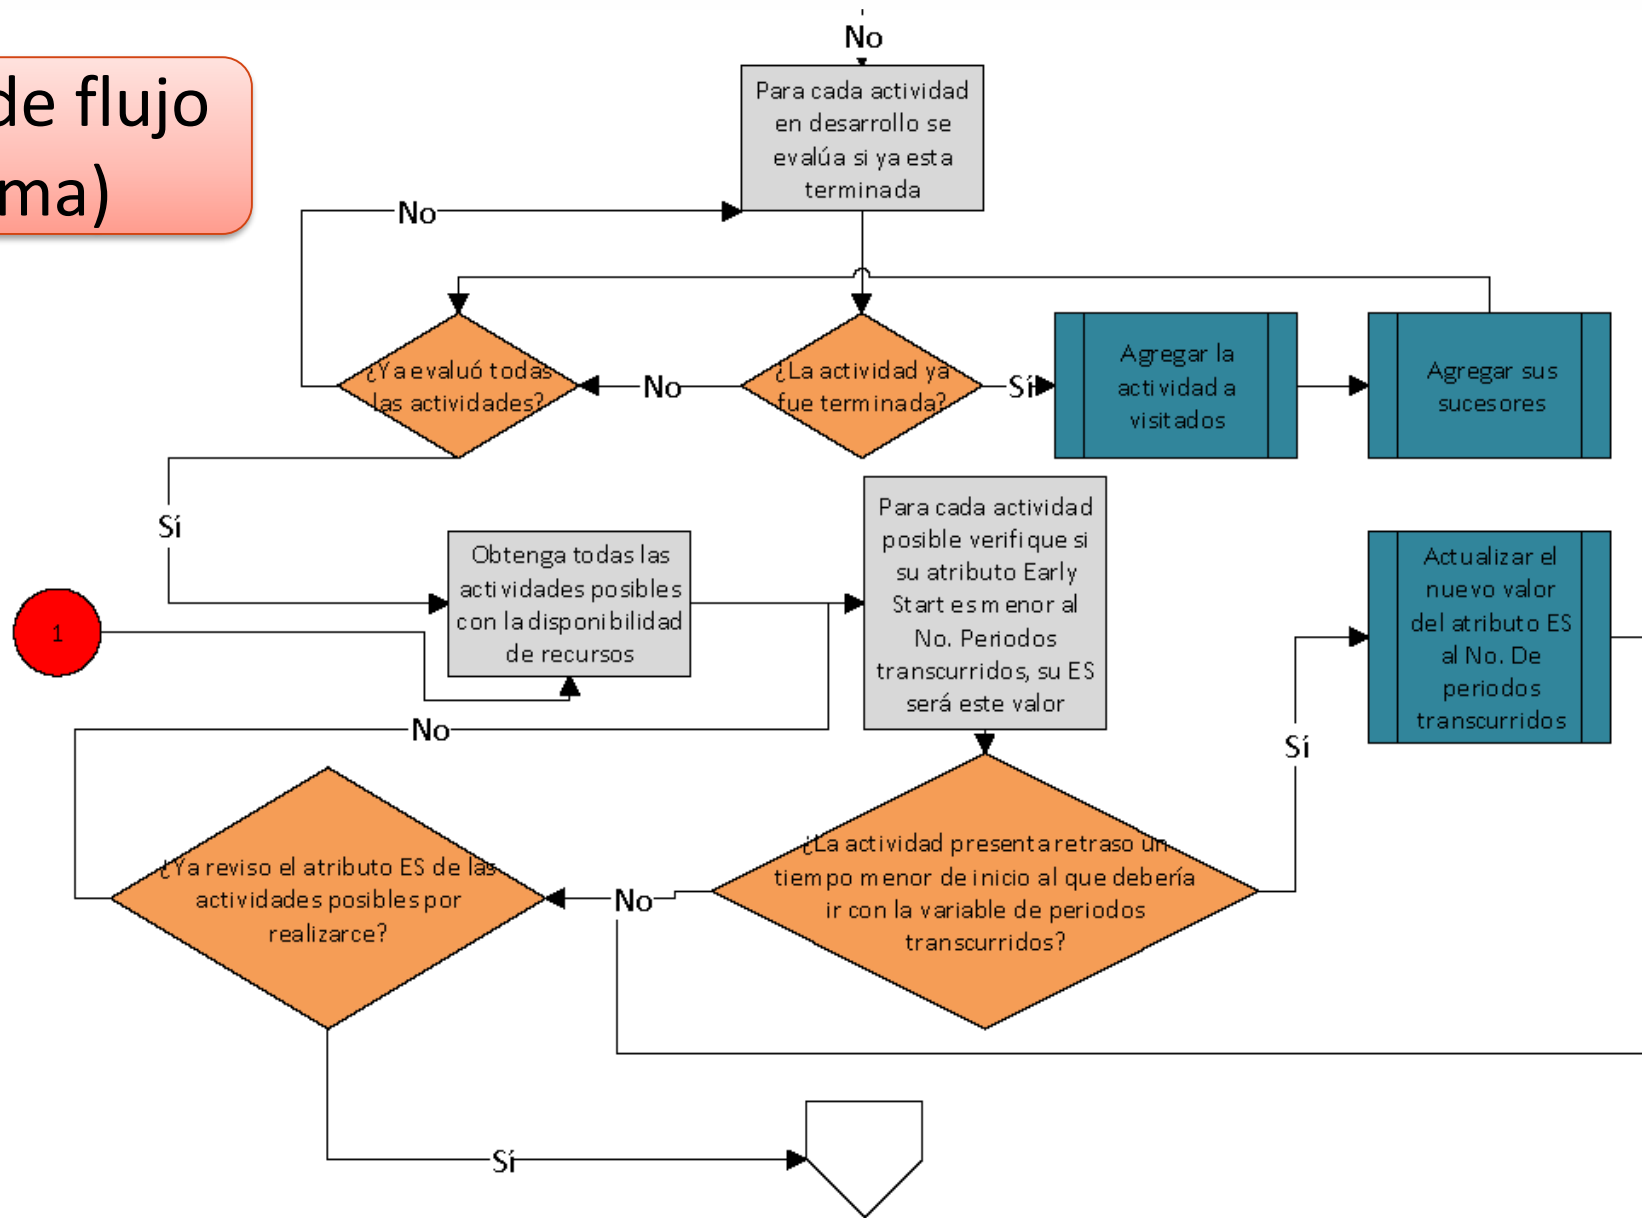 No
de flujo
ma)
Para cada actividad
en desarrollo se
evalúa si ya esta
terminada
No
¿Ya evaluó todas
las actividades?
No
¿La actividad ya
fue terminada?
Sí
Agregar la
actividad a
visitados
Agregar sus
sucesores
Sí
Obtenga todas las
actividades posibles
con la disponibilidad
de recursos
Para cada actividad
posible verifique si
su atributo Early
Start es menor al
No. Periodos
transcurridos, su ES
será este valor
Actualizar el
nuevo valor
del atributo ES
al No. De
periodos
transcurridos
1
No
Sí
¿Ya reviso el atributo ES de las
actividades posibles por
realizarce?
No
¿La actividad presenta retraso un
tiempo menor de inicio al que debería
ir con la variable de periodos
transcurridos?
Sí